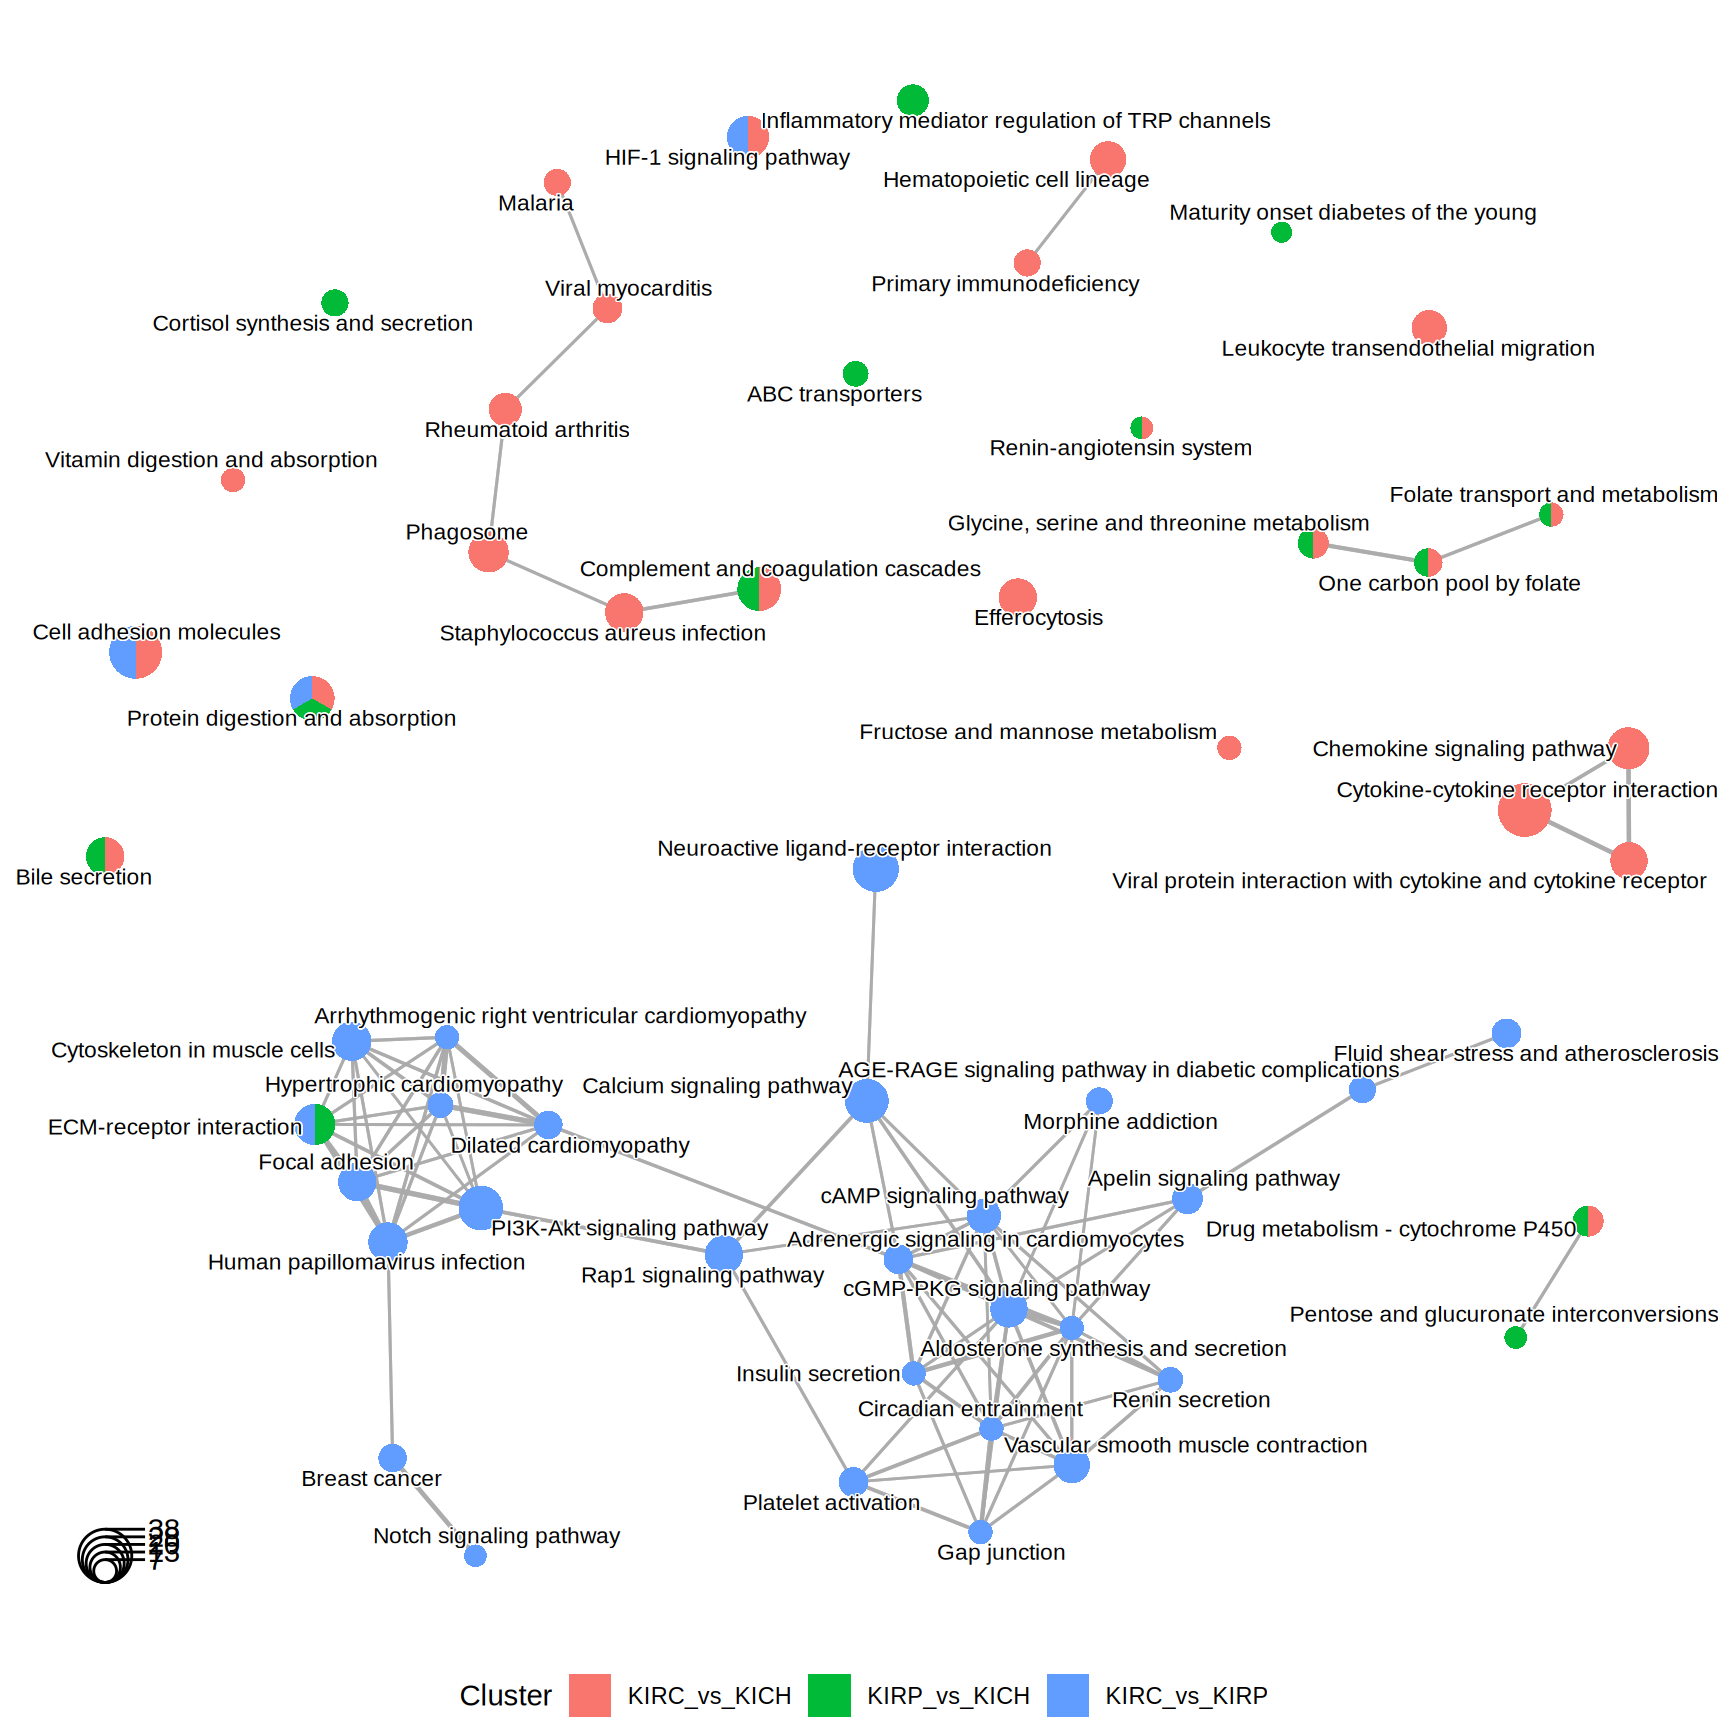 Inflammatory mediator regulation of TRP channels
HIF-1 signaling pathway
Hematopoietic cell lineage
Malaria
Maturity onset diabetes of the young
Primary immunodeficiency
Viral myocarditis
Cortisol synthesis and secretion
Leukocyte transendothelial migration
ABC transporters
Rheumatoid arthritis
Renin-angiotensin system
Vitamin digestion and absorption
Folate transport and metabolism
Glycine, serine and threonine metabolism
Phagosome
Complement and coagulation cascades
One carbon pool by folate
Efferocytosis
Cell adhesion molecules
Staphylococcus aureus infection
Protein digestion and absorption
Fructose and mannose metabolism
Chemokine signaling pathway
Cytokine-cytokine receptor interaction
Neuroactive ligand-receptor interaction
Bile secretion
Viral protein interaction with cytokine and cytokine receptor
Arrhythmogenic right ventricular cardiomyopathy
Cytoskeleton in muscle cells
Fluid shear stress and atherosclerosis
AGE-RAGE signaling pathway in diabetic complications
Hypertrophic cardiomyopathy
Calcium signaling pathway
Morphine addiction
ECM-receptor interaction
Dilated cardiomyopathy
Focal adhesion
Apelin signaling pathway
cAMP signaling pathway
PI3K-Akt signaling pathway
Drug metabolism - cytochrome P450
Adrenergic signaling in cardiomyocytes
Human papillomavirus infection
Rap1 signaling pathway
cGMP-PKG signaling pathway
Pentose and glucuronate interconversions
Aldosterone synthesis and secretion
Insulin secretion
Renin secretion
Circadian entrainment
Vascular smooth muscle contraction
Breast cancer
Platelet activation
Notch signaling pathway
Gap junction
38
7
Cluster
KIRC_vs_KICH
KIRP_vs_KICH
KIRC_vs_KIRP